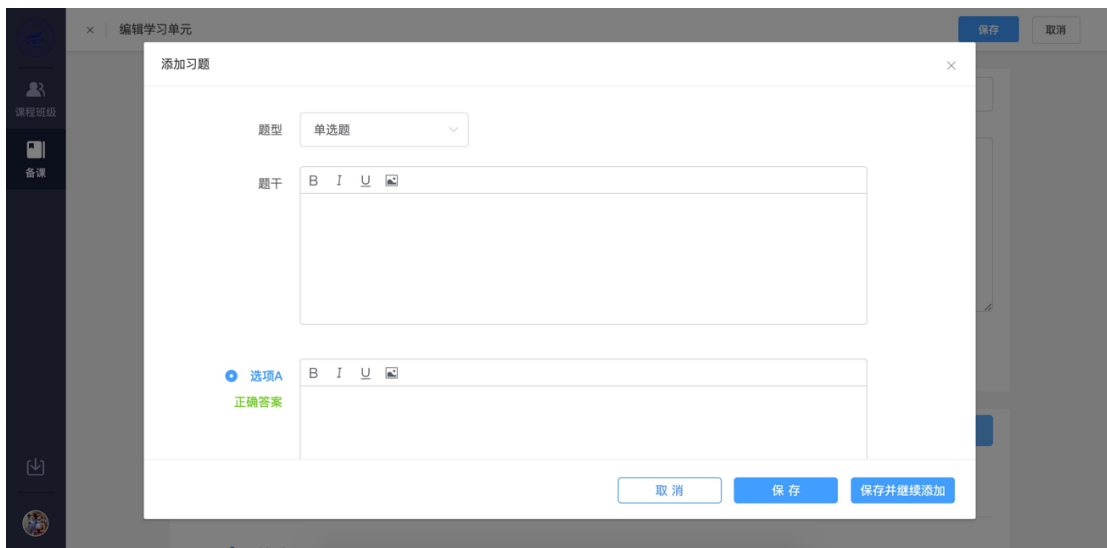 × 编辑学习单元 保存 取消
课程班级
备课
添加习题 ×
题型 单选题
题干 B I U
选项A B I U
正确答案
取消 保存 保存并继续添加